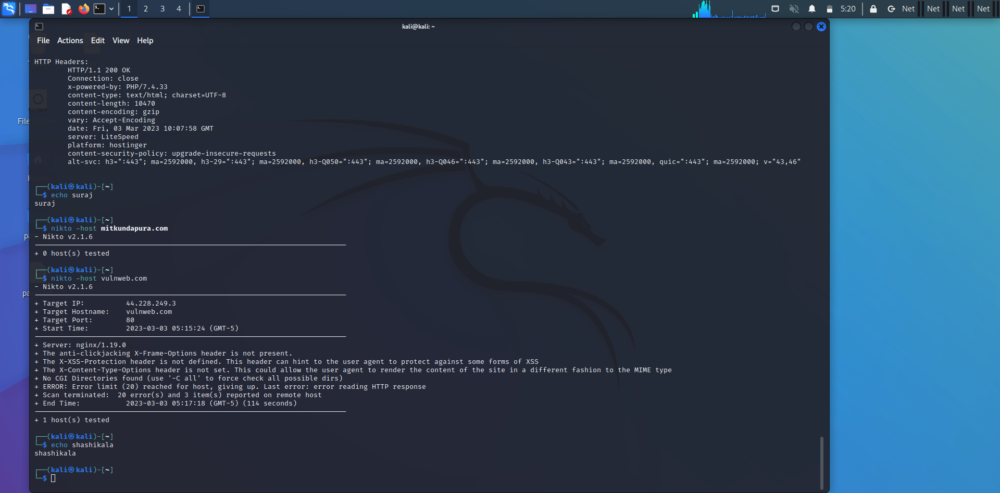 1 2 3 4 5:20 Net Net Net Net
kali@kali: ~
File Actions Edit View Help
HTTP Headers:
HTTP/1.1 200 OK
Connection: close
x-powered-by: PHP/7.4.33
content-type: text/html; charset=UTF-8
content-length: 10470
content-encoding: gzip
vary: Accept-Encoding
date: Fri, 03 Mar 2023 10:07:58 GMT
server: LiteSpeed
platform: hostinger
content-security-policy: upgrade-insecure-requests
alt-svc: h3=":443"; ma=2592000, h3-29=":443"; ma=2592000, h3-Q050=":443"; ma=2592000, h3-Q046=":443"; ma=2592000, h3-Q043=":443"; ma=2592000, quic=":443"; ma=2592000; v="43,46"
File System
Home
┌──(kali㉿kali)-[~]
└─$ echo suraj
suraj
┌──(kali㉿kali)-[~]
└─$ nikto -host mitkundapura.com
- Nikto v2.1.6
+ 0 host(s) tested
┌──(kali㉿kali)-[~]
└─$ nikto -host vulnweb.com
- Nikto v2.1.6
+ Target IP: 44.228.249.3
+ Target Hostname: vulnweb.com
+ Target Port: 80
+ Start Time: 2023-03-03 05:15:24 (GMT-5)
+ Server: nginx/1.19.0
+ The anti-clickjacking X-Frame-Options header is not present.
+ The X-XSS-Protection header is not defined. This header can hint to the user agent to protect against some forms of XSS
+ The X-Content-Type-Options header is not set. This could allow the user agent to render the content of the site in a different fashion to the MIME type
+ No CGI Directories found (use '-C all' to force check all possible dirs)
+ ERROR: Error limit (20) reached for host, giving up. Last error: error reading HTTP response
+ Scan terminated: 20 error(s) and 3 item(s) reported on remote host
+ End Time: 2023-03-03 05:17:18 (GMT-5) (114 seconds)
+ 1 host(s) tested
┌──(kali㉿kali)-[~]
└─$ echo shashikala
shashikala
┌──(kali㉿kali)-[~]
└─$